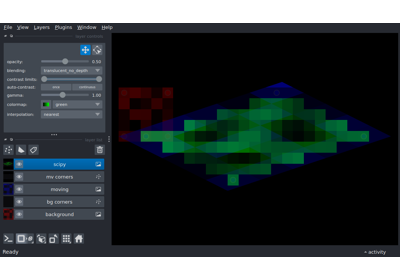 File View Layers Plugins Window Help
opacity: 0.50
blending: translucent_no_depth
contrast limits:
auto-contrast: once continuous
gamma: 1.00
colormap: green
interpolation: nearest
scipy
mv corners
moving
bg corners
background
Ready
activity